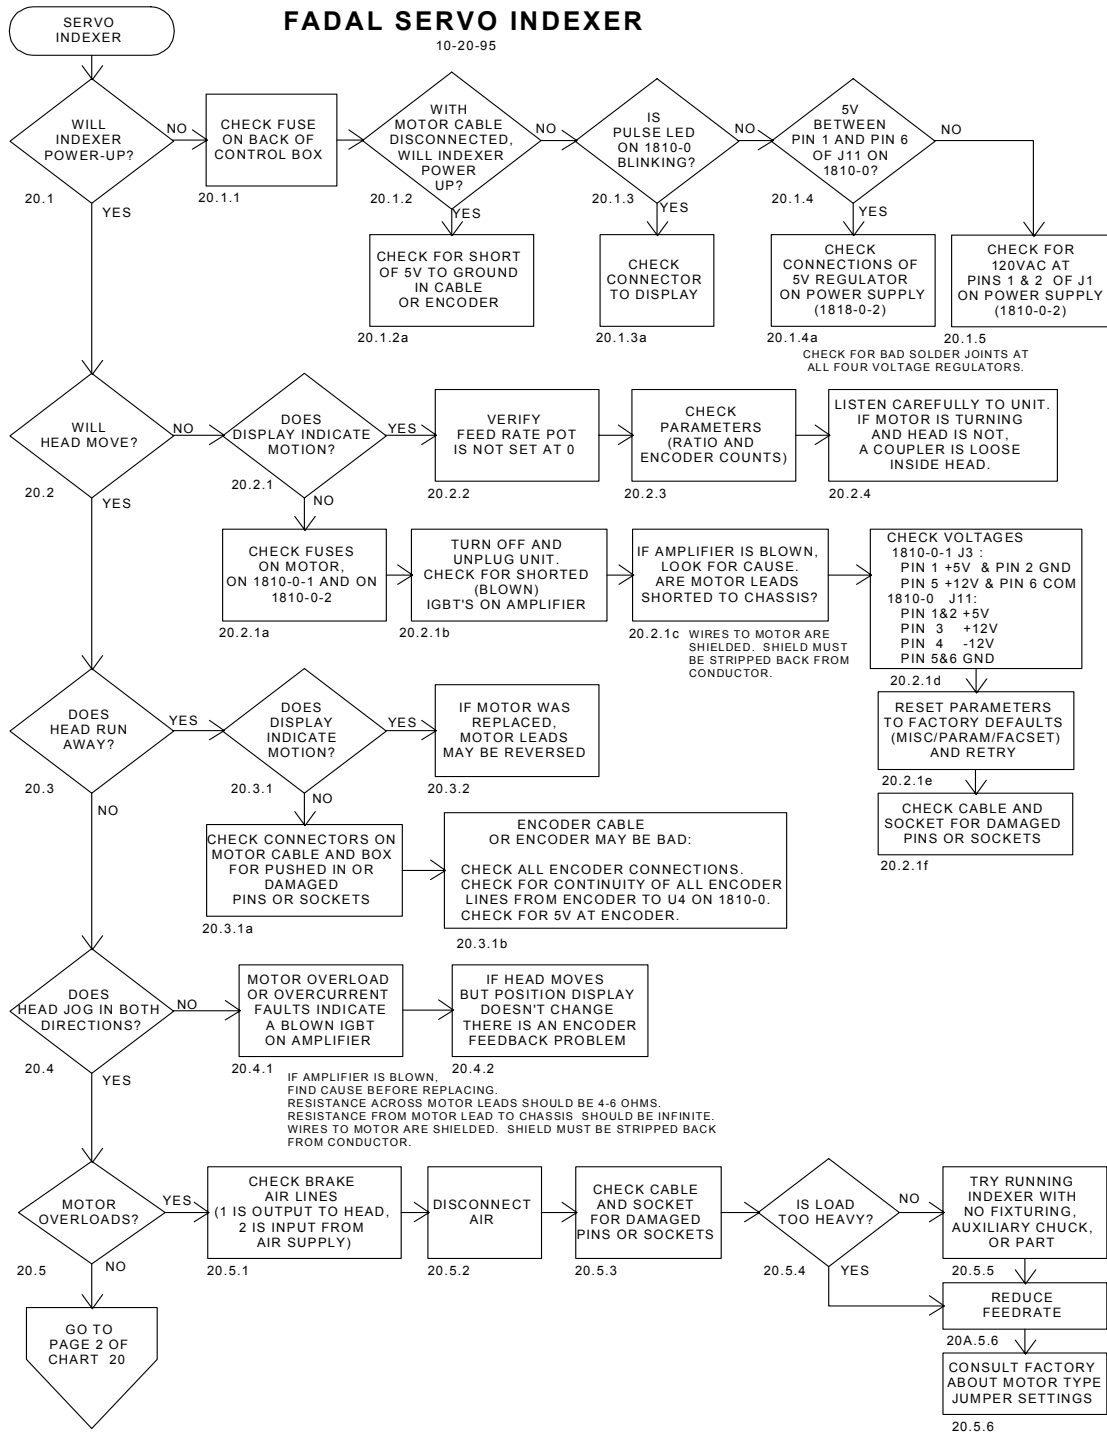 FADAL SERVO INDEXER
10-20-95
SERVO
INDEXER
WILL
INDEXER
POWER-UP?
20.1
NO
YES
CHECK FUSE
ON BACK OF
CONTROL BOX
20.1.1
WITH
MOTOR CABLE
DISCONNECTED,
WILL INDEXER
POWER
UP?
20.1.2
NO
YES
IS
PULSE LED
ON 1810-0
BLINKING?
20.1.3
NO
YES
5V
BETWEEN
PIN 1 AND PIN 6
OF J11 ON
1810-0?
20.1.4
NO
YES
CHECK FOR SHORT
OF 5V TO GROUND
IN CABLE
OR ENCODER
20.1.2a
CHECK
CONNECTOR
TO DISPLAY
20.1.3a
CHECK
CONNECTIONS OF
5V REGULATOR
ON POWER SUPPLY
(1818-0-2)
20.1.4a
CHECK FOR
120VAC AT
PINS 1 & 2 OF J1
ON POWER SUPPLY
(1810-0-2)
20.1.5
CHECK FOR BAD SOLDER JOINTS AT
ALL FOUR VOLTAGE REGULATORS.
WILL
HEAD MOVE?
20.2
NO
YES
DOES
DISPLAY INDICATE
MOTION?
20.2.1
YES
NO
VERIFY
FEED RATE POT
IS NOT SET AT 0
20.2.2
CHECK
PARAMETERS
(RATIO AND
ENCODER COUNTS)
20.2.3
LISTEN CAREFULLY TO UNIT.
IF MOTOR IS TURNING
AND HEAD IS NOT,
A COUPLER IS LOOSE
INSIDE HEAD.
20.2.4
CHECK FUSES
ON MOTOR,
ON 1810-0-1 AND ON
1810-0-2
20.2.1a
TURN OFF AND
UNPLUG UNIT.
CHECK FOR SHORTED
(BLOWN)
IGBT'S ON AMPLIFIER
20.2.1b
IF AMPLIFIER IS BLOWN,
LOOK FOR CAUSE.
ARE MOTOR LEADS
SHORTED TO CHASSIS?
20.2.1c
WIRES TO MOTOR ARE
SHIELDED. SHIELD MUST
BE STRIPPED BACK FROM
CONDUCTOR.
CHECK VOLTAGES
1810-0-1 J3 :
PIN 1 +5V & PIN 2 GND
PIN 5 +12V & PIN 6 COM
1810-0 J11:
PIN 1&2 +5V
PIN 3 +12V
PIN 4 -12V
PIN 5&6 GND
20.2.1d
RESET PARAMETERS
TO FACTORY DEFAULTS
(MISC/PARAM/FACSET)
AND RETRY
20.2.1e
CHECK CABLE AND
SOCKET FOR DAMAGED
PINS OR SOCKETS
20.2.1f
DOES
HEAD RUN
AWAY?
20.3
YES
NO
DOES
DISPLAY
INDICATE
MOTION?
20.3.1
YES
NO
IF MOTOR WAS
REPLACED,
MOTOR LEADS
MAY BE REVERSED
20.3.2
CHECK CONNECTORS ON
MOTOR CABLE AND BOX
FOR PUSHED IN OR
DAMAGED
PINS OR SOCKETS
20.3.1a
ENCODER CABLE
OR ENCODER MAY BE BAD:
CHECK ALL ENCODER CONNECTIONS.
CHECK FOR CONTINUITY OF ALL ENCODER
LINES FROM ENCODER TO U4 ON 1810-0.
CHECK FOR 5V AT ENCODER.
20.3.1b
DOES
HEAD JOG IN BOTH
DIRECTIONS?
20.4
NO
YES
MOTOR OVERLOAD
OR OVERCURRENT
FAULTS INDICATE
A BLOWN IGBT
ON AMPLIFIER
20.4.1
IF HEAD MOVES
BUT POSITION DISPLAY
DOESN'T CHANGE
THERE IS AN ENCODER
FEEDBACK PROBLEM
20.4.2
IF AMPLIFIER IS BLOWN,
FIND CAUSE BEFORE REPLACING.
RESISTANCE ACROSS MOTOR LEADS SHOULD BE 4-6 OHMS.
RESISTANCE FROM MOTOR LEAD TO CHASSIS SHOULD BE INFINITE.
WIRES TO MOTOR ARE SHIELDED. SHIELD MUST BE STRIPPED BACK
FROM CONDUCTOR.
MOTOR
OVERLOADS?
20.5
YES
NO
CHECK BRAKE
AIR LINES
(1 IS OUTPUT TO HEAD,
2 IS INPUT FROM
AIR SUPPLY)
20.5.1
DISCONNECT
AIR
20.5.2
CHECK CABLE
AND SOCKET
FOR DAMAGED
PINS OR SOCKETS
20.5.3
IS LOAD
TOO HEAVY?
20.5.4
NO
YES
TRY RUNNING
INDEXER WITH
NO FIXTURING,
AUXILIARY CHUCK,
OR PART
20.5.5
REDUCE
FEEDRATE
20A.5.6
CONSULT FACTORY
ABOUT MOTOR TYPE
JUMPER SETTINGS
20.5.6
GO TO
PAGE 2 OF
CHART 20